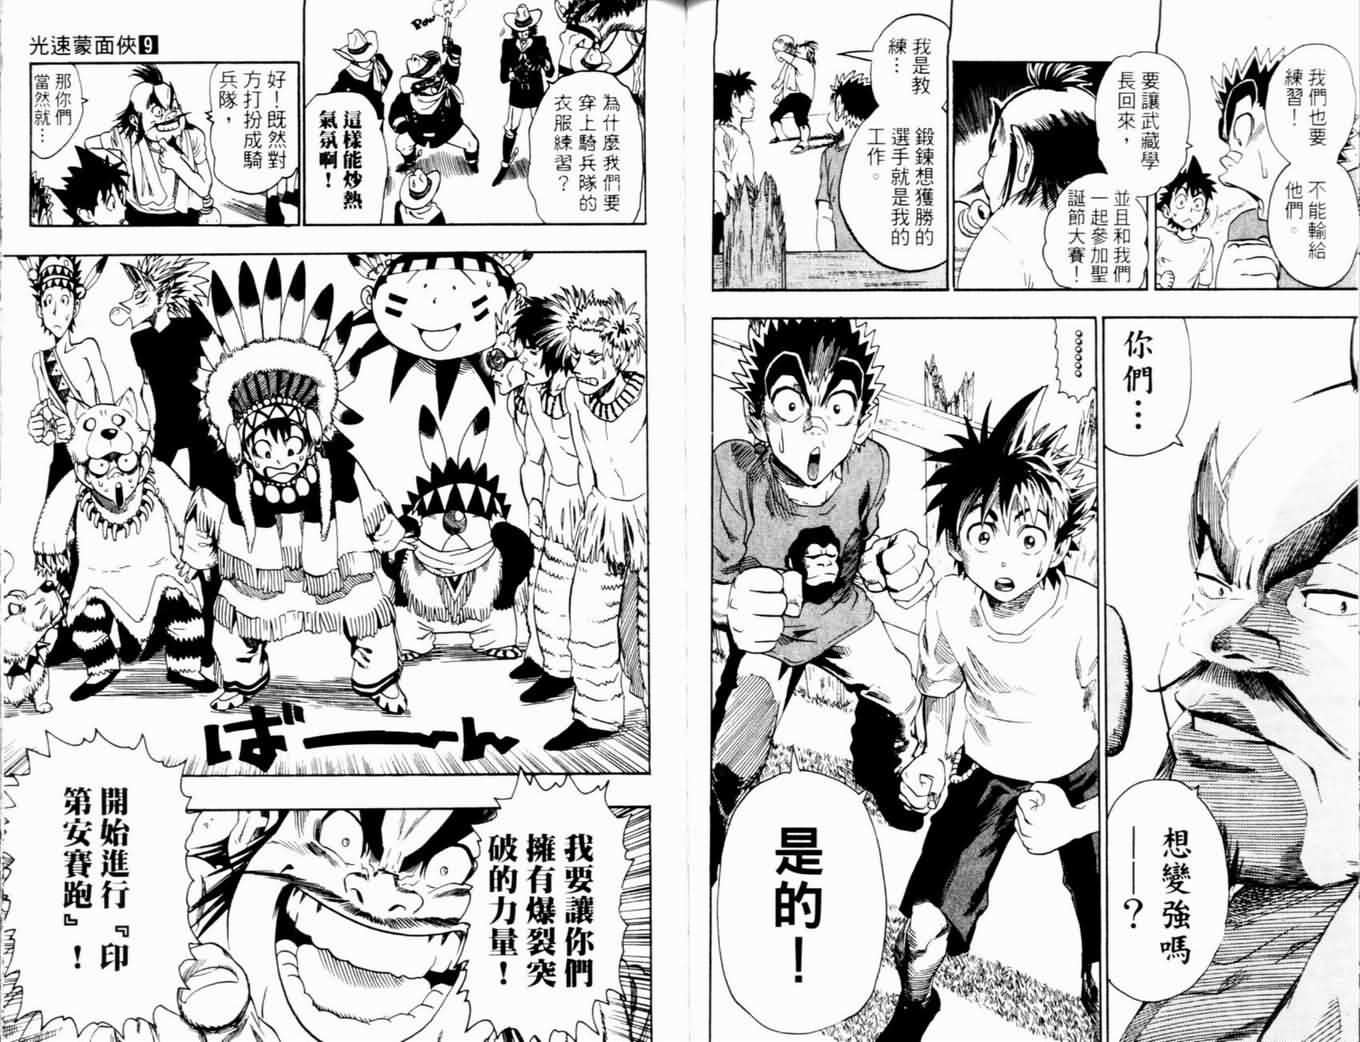 我們也要
練習！，
不能輸給
他們。
要讓武藏學
長回來，
並且和我們
一起參加聖
誕節大賽！
我是教
練…
鍛鍊想獲勝的
選手就是我的
工作。
你們…
想變強嗎
——？
……
是的！
光速蒙面俠9
POW
為什麼我們要
穿上騎兵隊的
衣服練習？
這樣能炒熱
氣氛啊！
好！既然對
方打扮成騎
兵隊，
那你們
當然就…
ばーん
我要讓你們
擁有爆裂突
破的力量！
開始進行『印
第安賽跑』！